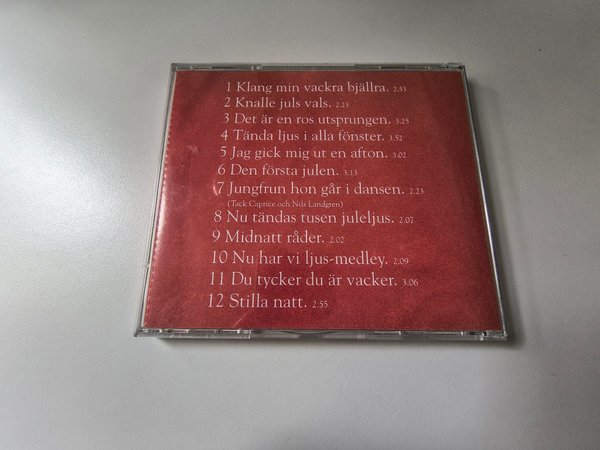 1 Klang min vackra bjällra. 2.53
2 Knalle juls vals. 2.23
3 Det är en ros utsprungen. 5.25
4 Tända ljus i alla fönster. 3.52
5 Jag gick mig ut en afton. 3.02
6 Den första julen. 3.13
7 Jungfrun hon går i dansen. 2.23
(Tack Caprice och Nils Landgren)
8 Nu tändas tusen juleljus. 2.07
9 Midnatt råder. 2.02
10 Nu har vi ljus-medley. 2.09
11 Du tycker du är vacker. 3.06
12 Stilla natt. 2.55